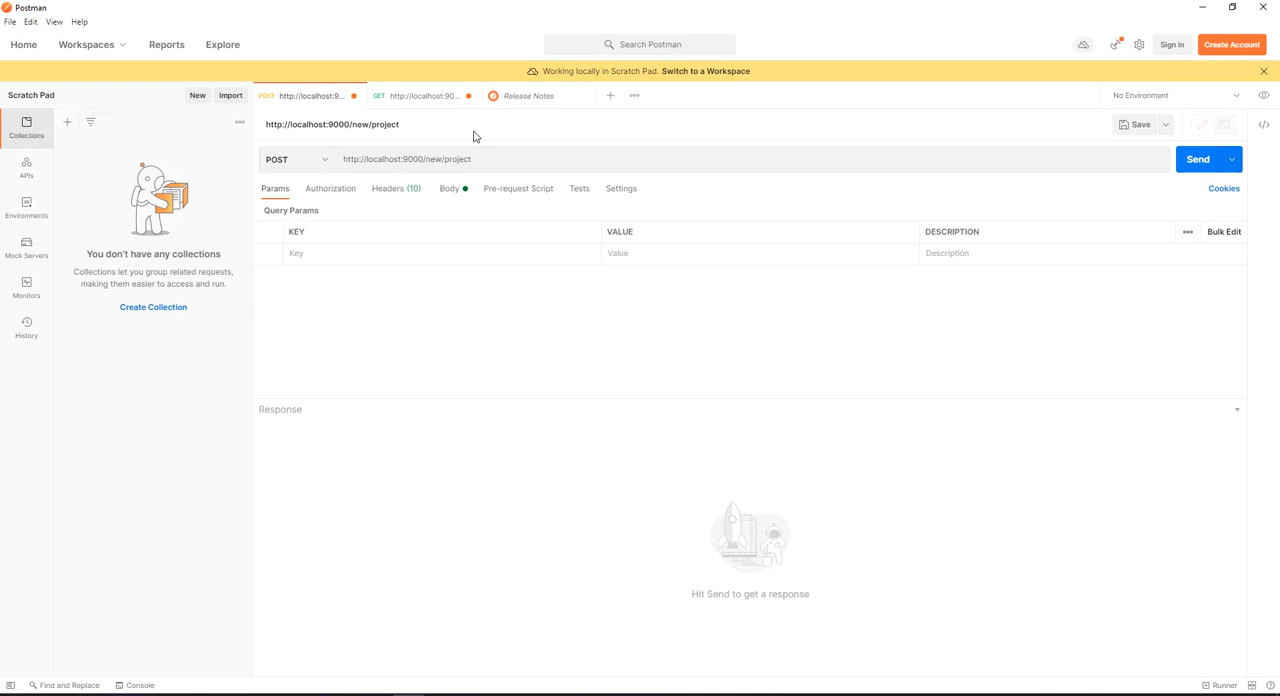 Postman
File Edit View Help
Home Workspaces Reports Explore Search Postman Sign In Create Account
Working locally in Scratch Pad. Switch to a Workspace
Scratch Pad New Import POST http://localhost:9... GET http://localhost:90... Release Notes No Environment
Collections
APIs
Environments
Mock Servers
Monitors
History
You don't have any collections
Collections let you group related requests,
making them easier to access and run.
Create Collection
http://localhost:9000/new/project Save
POST http://localhost:9000/new/project Send
Params Authorization Headers (10) Body Pre-request Script Tests Settings Cookies
Query Params
KEY VALUE DESCRIPTION Bulk Edit
Key Value Description
Response
Hit Send to get a response
Find and Replace Console Runner